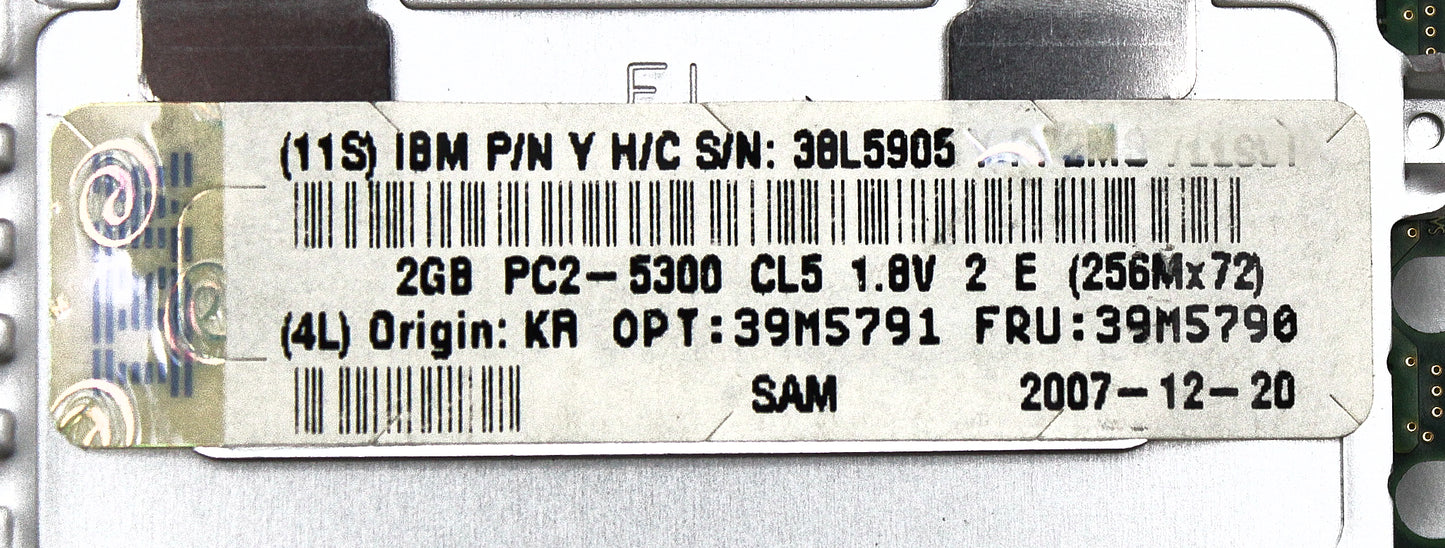 (11S) IBM P/N Y H/C S/N: 38L5905
2GB PC2-5300 CL5 1.8V 2 E (256Mx72)
(4L) Origin: KR OPT:39M5791 FRU:39M5790
SAM 2007-12-20